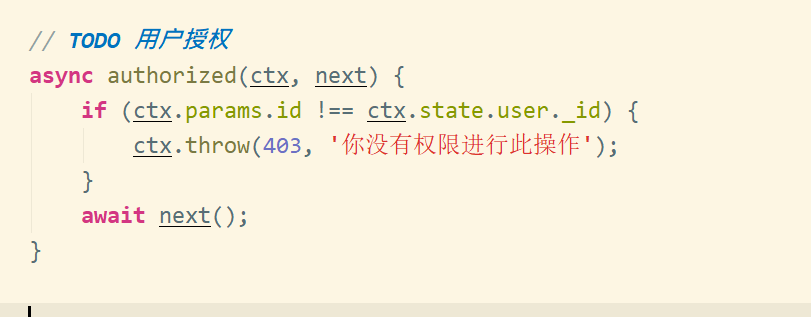 // TODO 用户授权
async authorized(ctx, next) {
    if (ctx.params.id !== ctx.state.user._id) {
        ctx.throw(403, '你没有权限进行此操作');
    }
    await next();
}